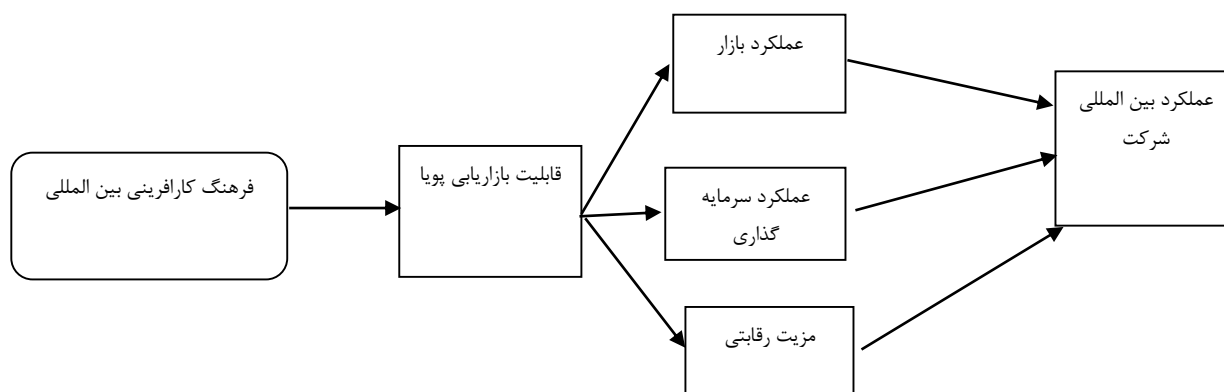 فرهنگ کارافرینی بین المللی
قابلیت بازاریابی پویا
عملکرد بازار
عملکرد سرمایه
گذاری
مزیت رقابتی
عملکرد بین المللی
شرکت